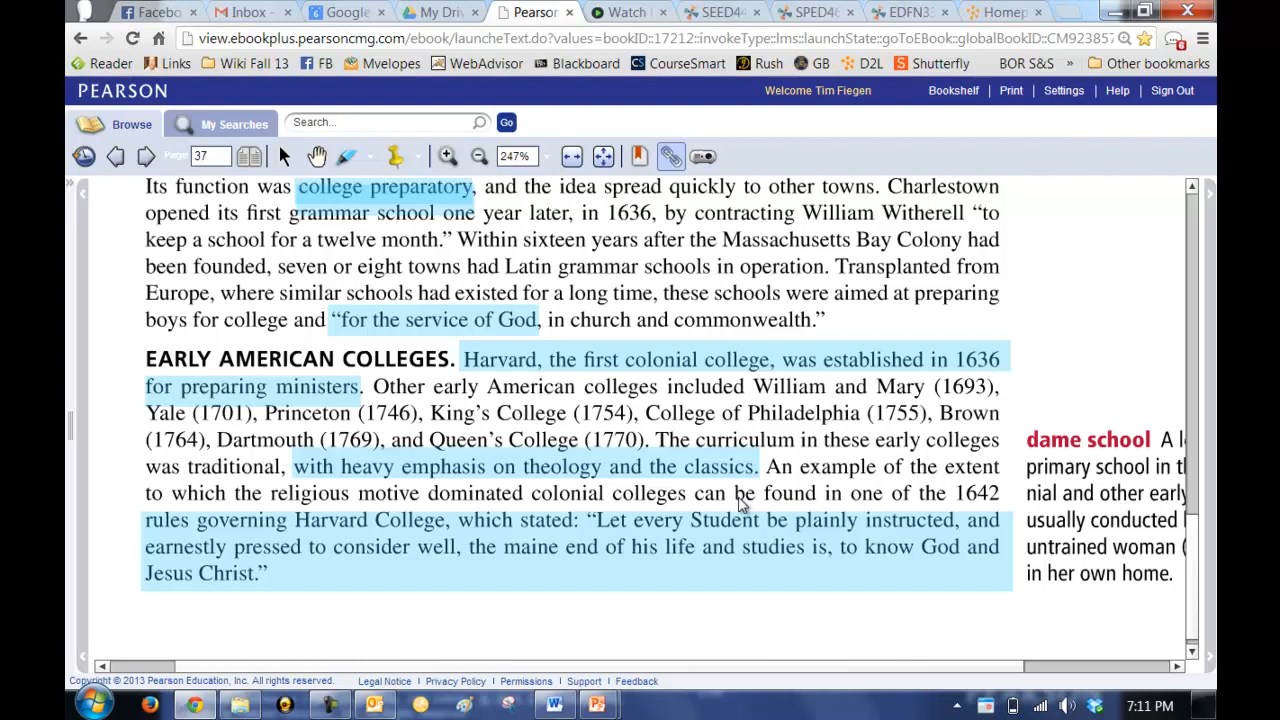 Facebo
Inbox -
Google
My Driv
Pearson
Watch
SEED44
SPED46
EDFN33
Homep
view.ebookplus.pearsoncmg.com/ebook/launcheText.do?values=bookID::17212::invokeType::lms::launchState::goToEBook::globalBookID::CM923857
6
Reader
Links
Wiki Fall 13
FB
Mvelopes
WebAdvisor
Blackboard
CourseSmart
Rush
GB
D2L
Shutterfly
BOR S&S
»
Other bookmarks
PEARSON
Welcome Tim Fiegen
Bookshelf | Print | Settings | Help | Sign Out
Browse
My Searches
Search...
Go
Page 37
247%
Its function was college preparatory, and the idea spread quickly to other towns. Charlestown
opened its first grammar school one year later, in 1636, by contracting William Witherell “to
keep a school for a twelve month.” Within sixteen years after the Massachusetts Bay Colony had
been founded, seven or eight towns had Latin grammar schools in operation. Transplanted from
Europe, where similar schools had existed for a long time, these schools were aimed at preparing
boys for college and “for the service of God, in church and commonwealth.”
EARLY AMERICAN COLLEGES. Harvard, the first colonial college, was established in 1636
for preparing ministers. Other early American colleges included William and Mary (1693),
Yale (1701), Princeton (1746), King’s College (1754), College of Philadelphia (1755), Brown
(1764), Dartmouth (1769), and Queen’s College (1770). The curriculum in these early colleges
was traditional, with heavy emphasis on theology and the classics. An example of the extent
to which the religious motive dominated colonial colleges can be found in one of the 1642
rules governing Harvard College, which stated: “Let every Student be plainly instructed, and
earnestly pressed to consider well, the maine end of his life and studies is, to know God and
Jesus Christ.”
dame school A l
primary school in t
nial and other early
usually conducted
untrained woman (
in her own home.
Copyright © 2013 Pearson Education, Inc. All rights reserved.
Legal Notice | Privacy Policy | Permissions | Support | Feedback
7:11 PM